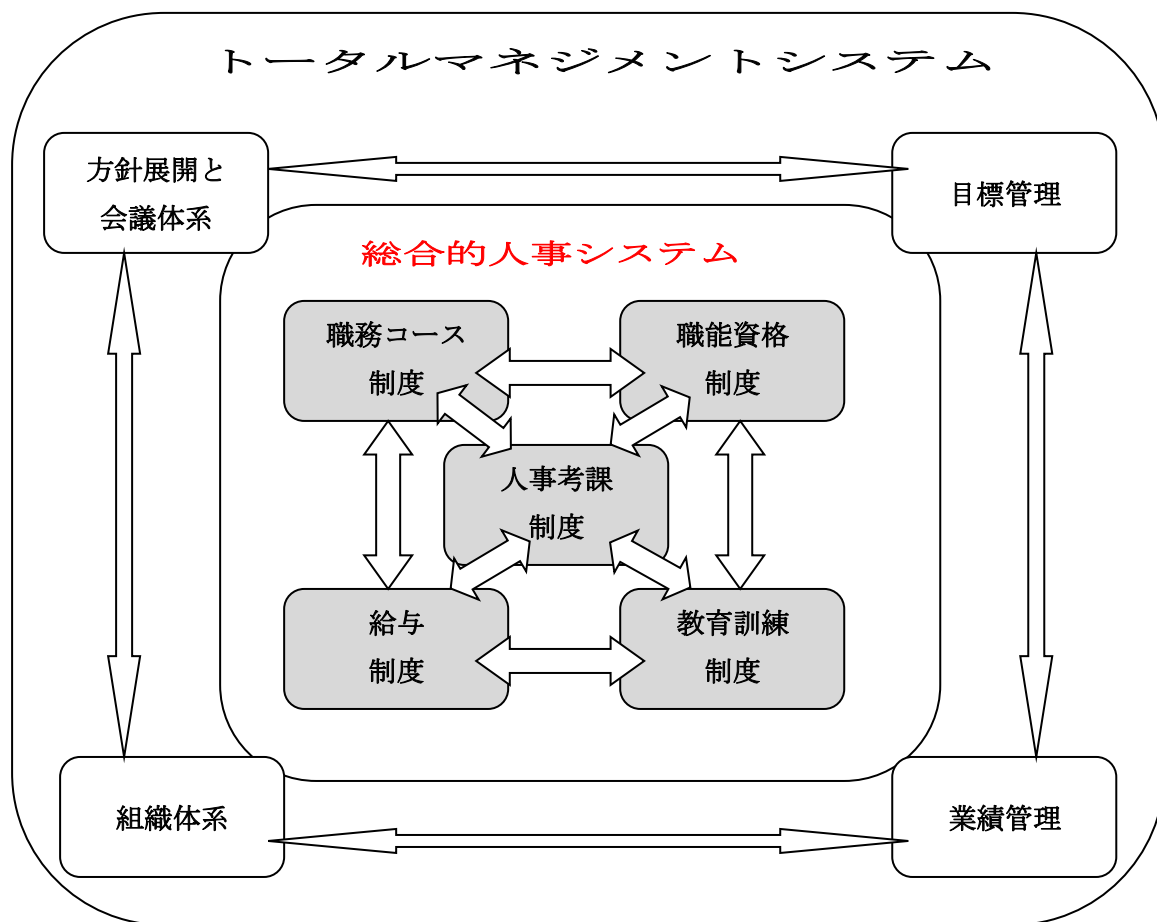 トータルマネジメントシステム
方針展開と
会議体系
目標管理
総合的人事システム
職務コース
制度
職能資格
制度
人事考課
制度
給与
制度
教育訓練
制度
組織体系
業績管理